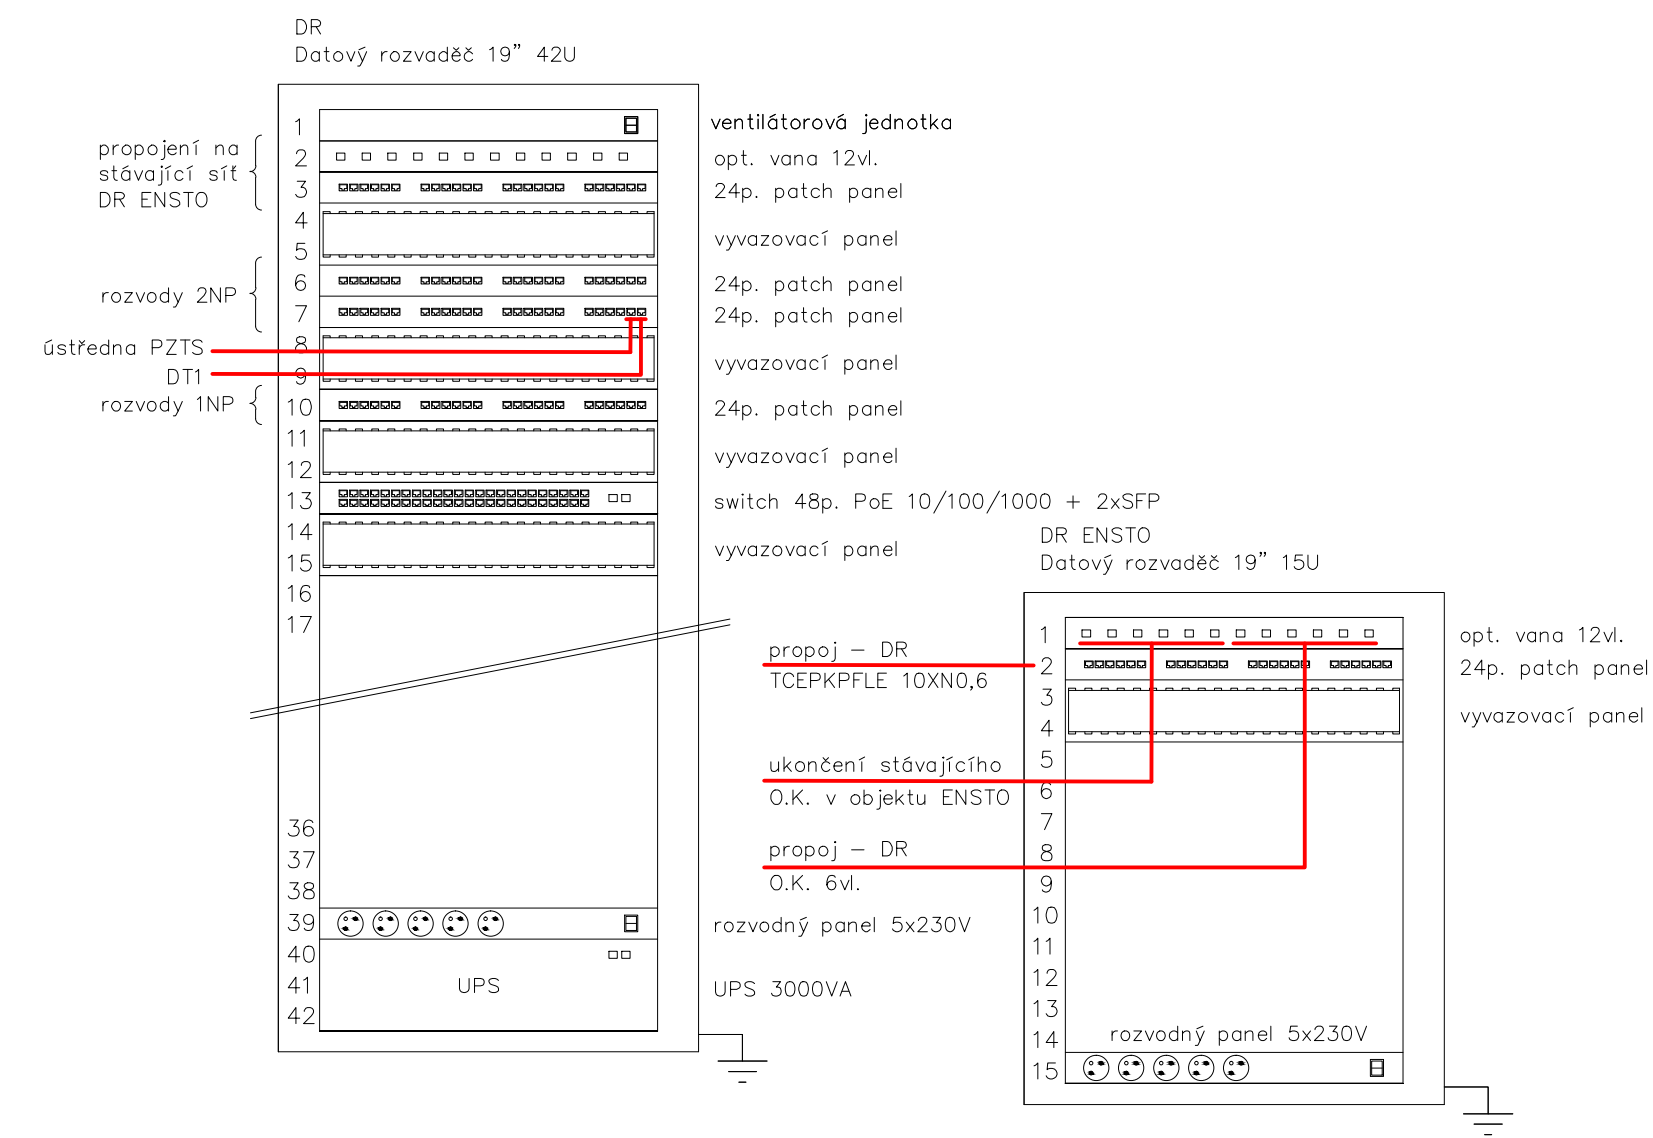 DR
Datový rozvaděč 19” 42U
propojení na
stávající síť
DR ENSTO
rozvody 2NP
ústředna PZTS
DT1
rozvody 1NP
1
2
3
4
5
6
7
8
9
10
11
12
13
14
15
16
17
36
37
38
39
40
41
42
UPS
ventilátorová jednotka
opt. vana 12vl.
24p. patch panel
vyvazovací panel
24p. patch panel
24p. patch panel
vyvazovací panel
24p. patch panel
vyvazovací panel
switch 48p. PoE 10/100/1000 + 2xSFP
vyvazovací panel
rozvodný panel 5x230V
UPS 3000VA
DR ENSTO
Datový rozvaděč 19” 15U
propoj – DR
TCEPKPFLE 10XN0,6
ukončení stávajícího
O.K. v objektu ENSTO
propoj – DR
O.K. 6vl.
1
2
3
4
5
6
7
8
9
10
11
12
13
14
15
rozvodný panel 5x230V
opt. vana 12vl.
24p. patch panel
vyvazovací panel